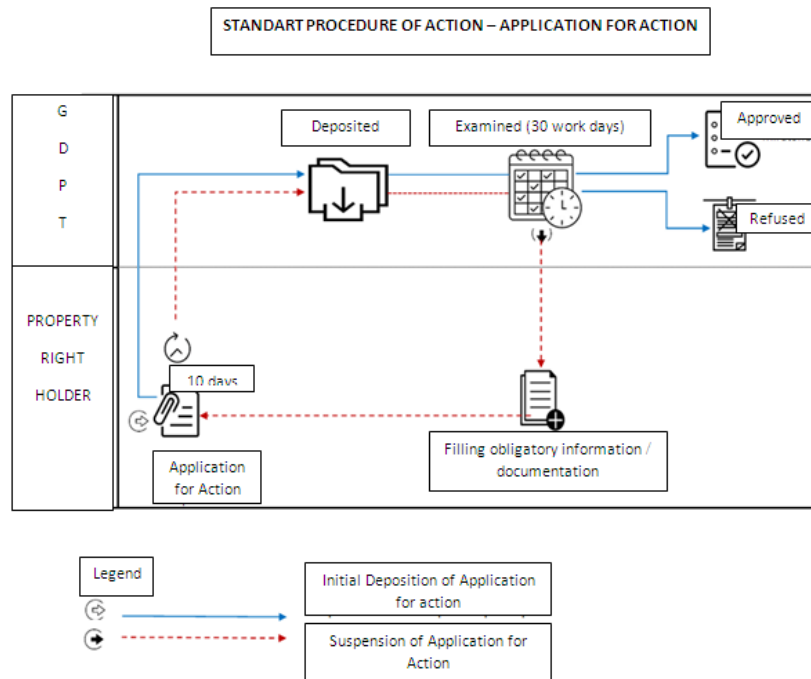 STANDART PROCEDURE OF ACTION – APPLICATION FOR ACTION
G
D
P
T
Deposited
Examined (30 work days)
Approved
Refused
PROPERTY
RIGHT
HOLDER
10 days
Application
for Action
Filling obligatory information /
documentation
Legend
Initial Deposition of Application
for action
Suspension of Application for
Action